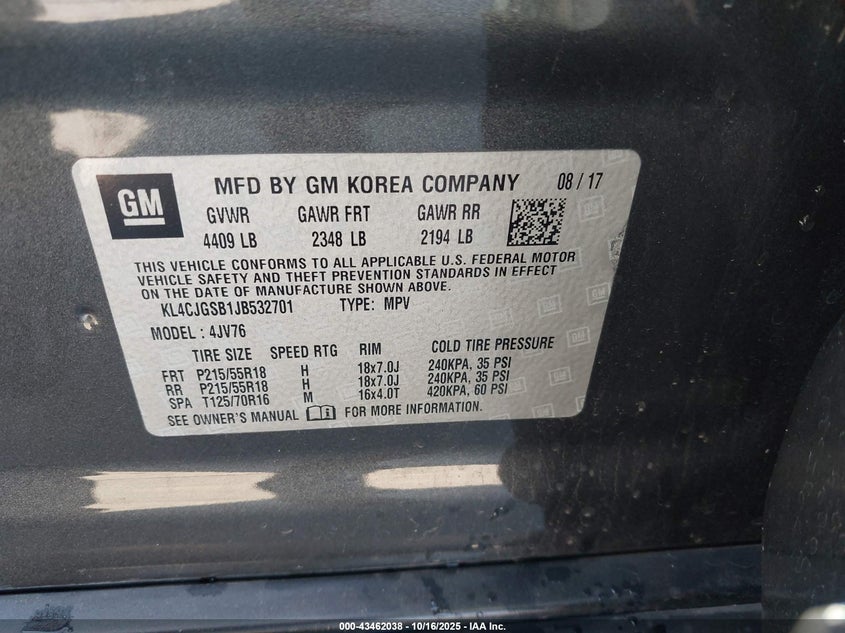 GM
MFD BY GM KOREA COMPANY 08 / 17
GVWR GAWR FRT GAWR RR
4409 LB 2348 LB 2194 LB
THIS VEHICLE CONFORMS TO ALL APPLICABLE U.S. FEDERAL MOTOR
VEHICLE SAFETY AND THEFT PREVENTION STANDARDS IN EFFECT
ON THE DATE OF MANUFACTURE SHOWN ABOVE.
KL4CJGSB1JB532701 TYPE: MPV
MODEL : 4JV76
TIRE SIZE SPEED RTG RIM COLD TIRE PRESSURE
FRT P215/55R18 H 18x7.0J 240KPA, 35 PSI
RR P215/55R18 H 18x7.0J 240KPA, 35 PSI
SPA T125/70R16 M 16x4.0T 420KPA, 60 PSI
SEE OWNER'S MANUAL FOR MORE INFORMATION.
000-43462038 - 10/16/2025 - IAA Inc.